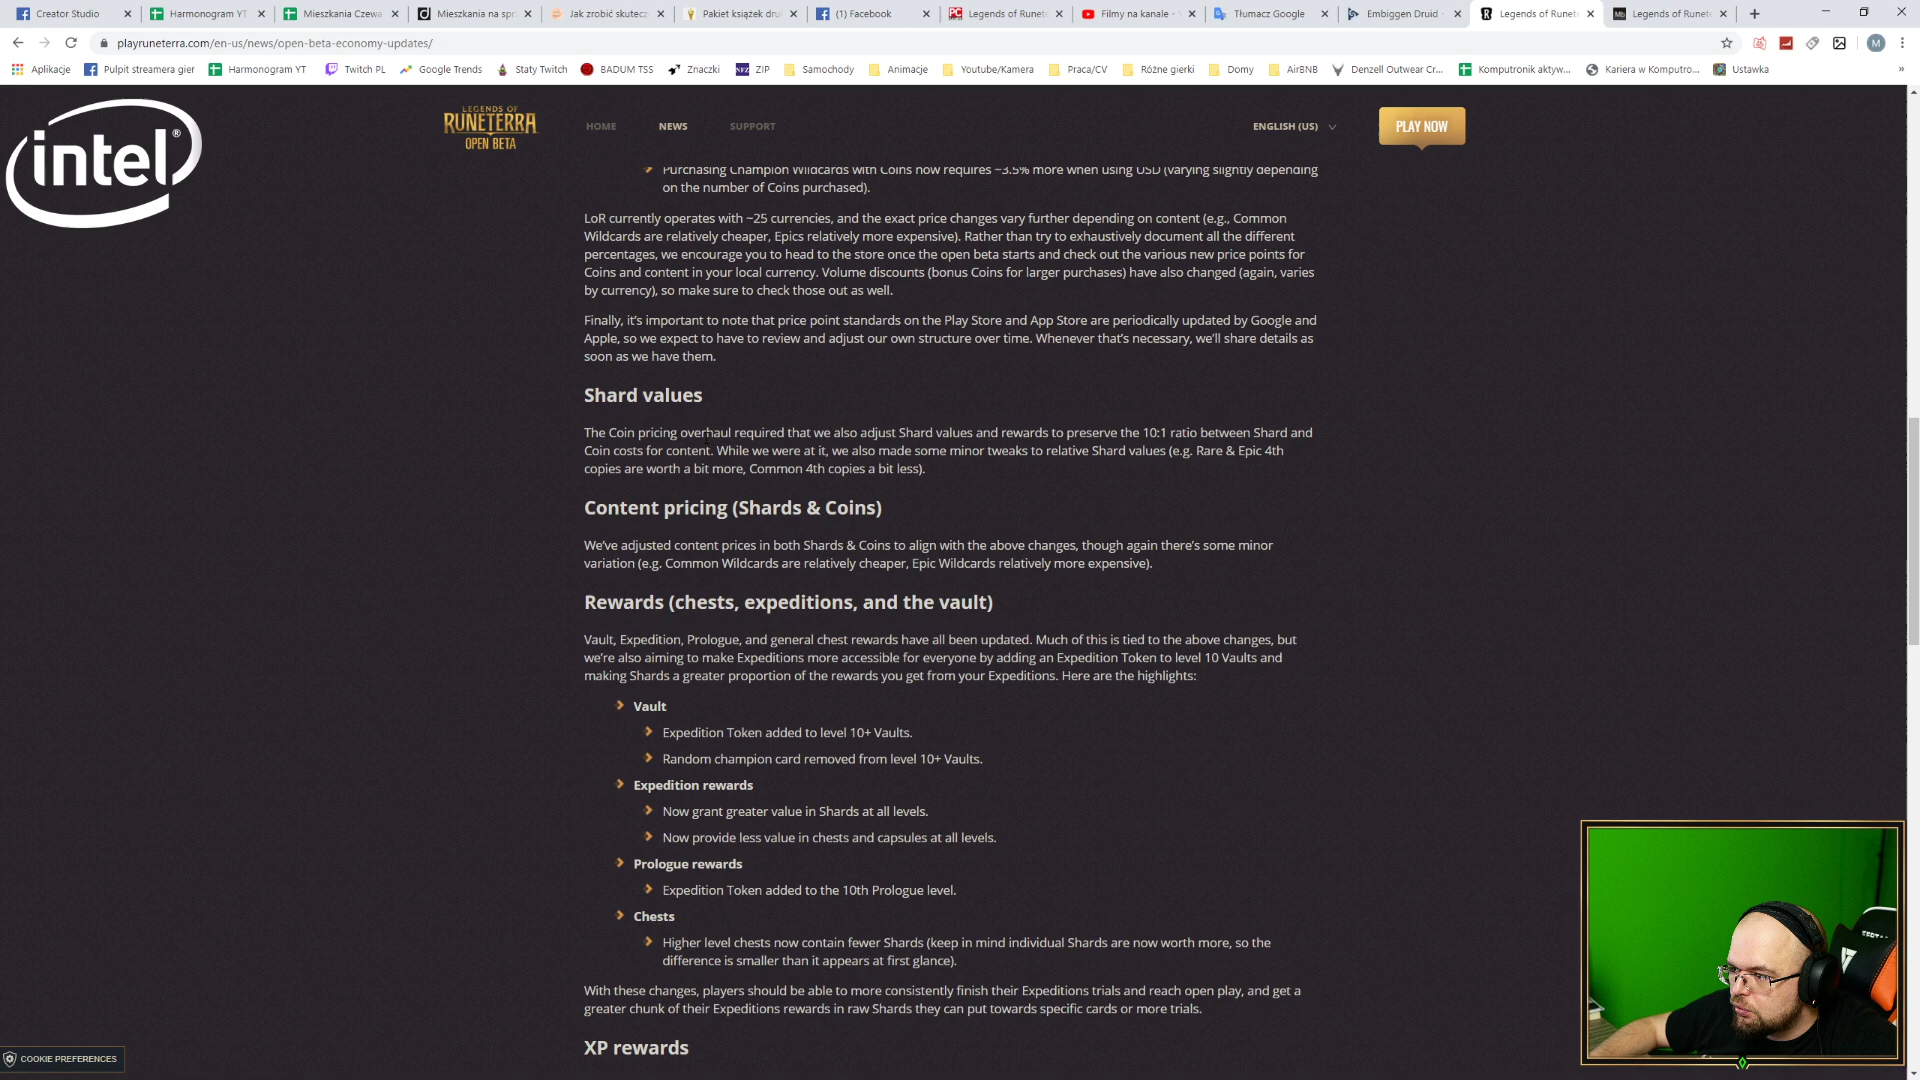 Creator Studio
Harmonogram YT
Mieszkania Czewa
Mieszkania na spr
Jak zrobić skutecz
Pakiet książek dru
(1) Facebook
Legends of Runete
Filmy na kanale -
Tłumacz Google
Embiggen Druid -
Legends of Runete
Legends of Runet
playruneterra.com/en-us/news/open-beta-economy-updates/
M
Aplikacje
Pulpit streamera gier
Harmonogram YT
Twitch PL
Google Trends
Staty Twitch
BADUM TSS
Znaczki
ZIP
Samochody
Animacje
Youtube/Kamera
Praca/CV
Różne gierki
Domy
AirBNB
Denzell Outwear Cr...
Komputronik aktyw...
Kariera w Komputro...
Ustawka
intel®
LEGENDS OF
RUNETERRA
OPEN BETA
HOME
NEWS
SUPPORT
ENGLISH (US)
PLAY NOW
Purchasing Champion Wildcards with Coins now requires ~3.5% more when using USD (varying slightly depending
on the number of Coins purchased).
LoR currently operates with ~25 currencies, and the exact price changes vary further depending on content (e.g., Common
Wildcards are relatively cheaper, Epics relatively more expensive). Rather than try to exhaustively document all the different
percentages, we encourage you to head to the store once the open beta starts and check out the various new price points for
Coins and content in your local currency. Volume discounts (bonus Coins for larger purchases) have also changed (again, varies
by currency), so make sure to check those out as well.
Finally, it's important to note that price point standards on the Play Store and App Store are periodically updated by Google and
Apple, so we expect to have to review and adjust our own structure over time. Whenever that's necessary, we'll share details as
soon as we have them.
Shard values
The Coin pricing overhaul required that we also adjust Shard values and rewards to preserve the 10:1 ratio between Shard and
Coin costs for content. While we were at it, we also made some minor tweaks to relative Shard values (e.g. Rare & Epic 4th
copies are worth a bit more, Common 4th copies a bit less).
Content pricing (Shards & Coins)
We've adjusted content prices in both Shards & Coins to align with the above changes, though again there's some minor
variation (e.g. Common Wildcards are relatively cheaper, Epic Wildcards relatively more expensive).
Rewards (chests, expeditions, and the vault)
Vault, Expedition, Prologue, and general chest rewards have all been updated. Much of this is tied to the above changes, but
we're also aiming to make Expeditions more accessible for everyone by adding an Expedition Token to level 10 Vaults and
making Shards a greater proportion of the rewards you get from your Expeditions. Here are the highlights:
Vault
Expedition Token added to level 10+ Vaults.
Random champion card removed from level 10+ Vaults.
Expedition rewards
Now grant greater value in Shards at all levels.
Now provide less value in chests and capsules at all levels.
Prologue rewards
Expedition Token added to the 10th Prologue level.
Chests
Higher level chests now contain fewer Shards (keep in mind individual Shards are now worth more, so the
difference is smaller than it appears at first glance).
With these changes, players should be able to more consistently finish their Expeditions trials and reach open play, and get a
greater chunk of their Expeditions rewards in raw Shards they can put towards specific cards or more trials.
XP rewards
COOKIE PREFERENCES